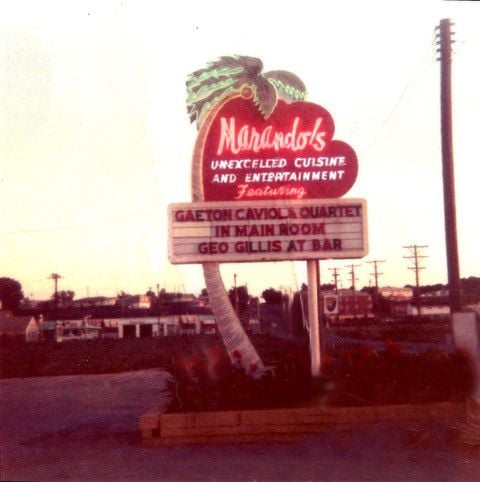 Marando's
UNEXCELLED CUISINE
AND ENTERTAINMENT
Featuring
GAETON CAVIOLA QUARTET
IN MAIN ROOM
GEO GILLIS AT BAR